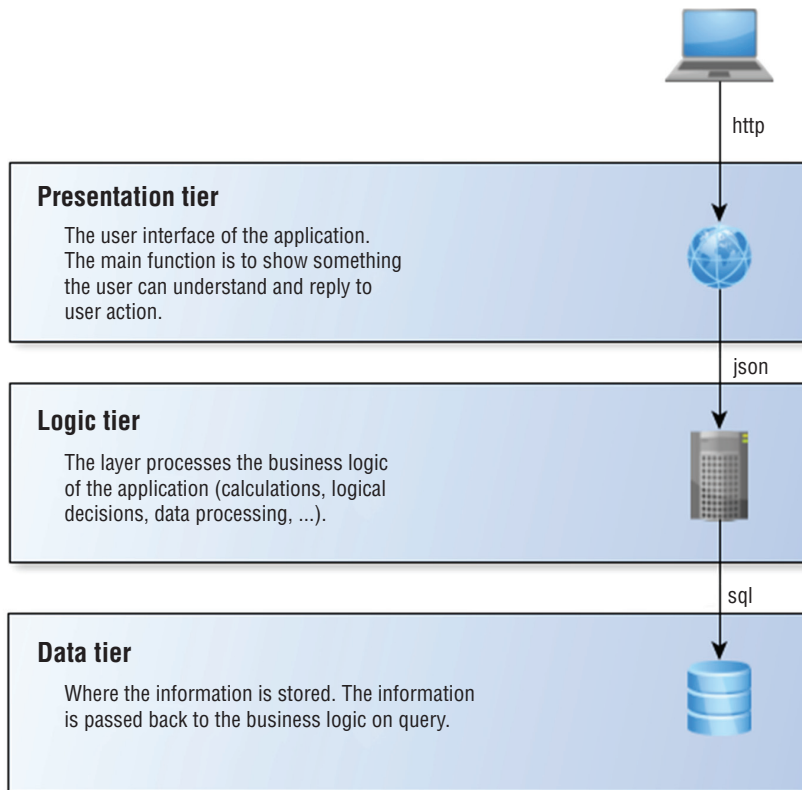 http
Presentation tier
The user interface of the application.
The main function is to show something
the user can understand and reply to
user action.
json
Logic tier
The layer processes the business logic
of the application (calculations, logical
decisions, data processing, ...).
sql
Data tier
Where the information is stored. The information
is passed back to the business logic on query.